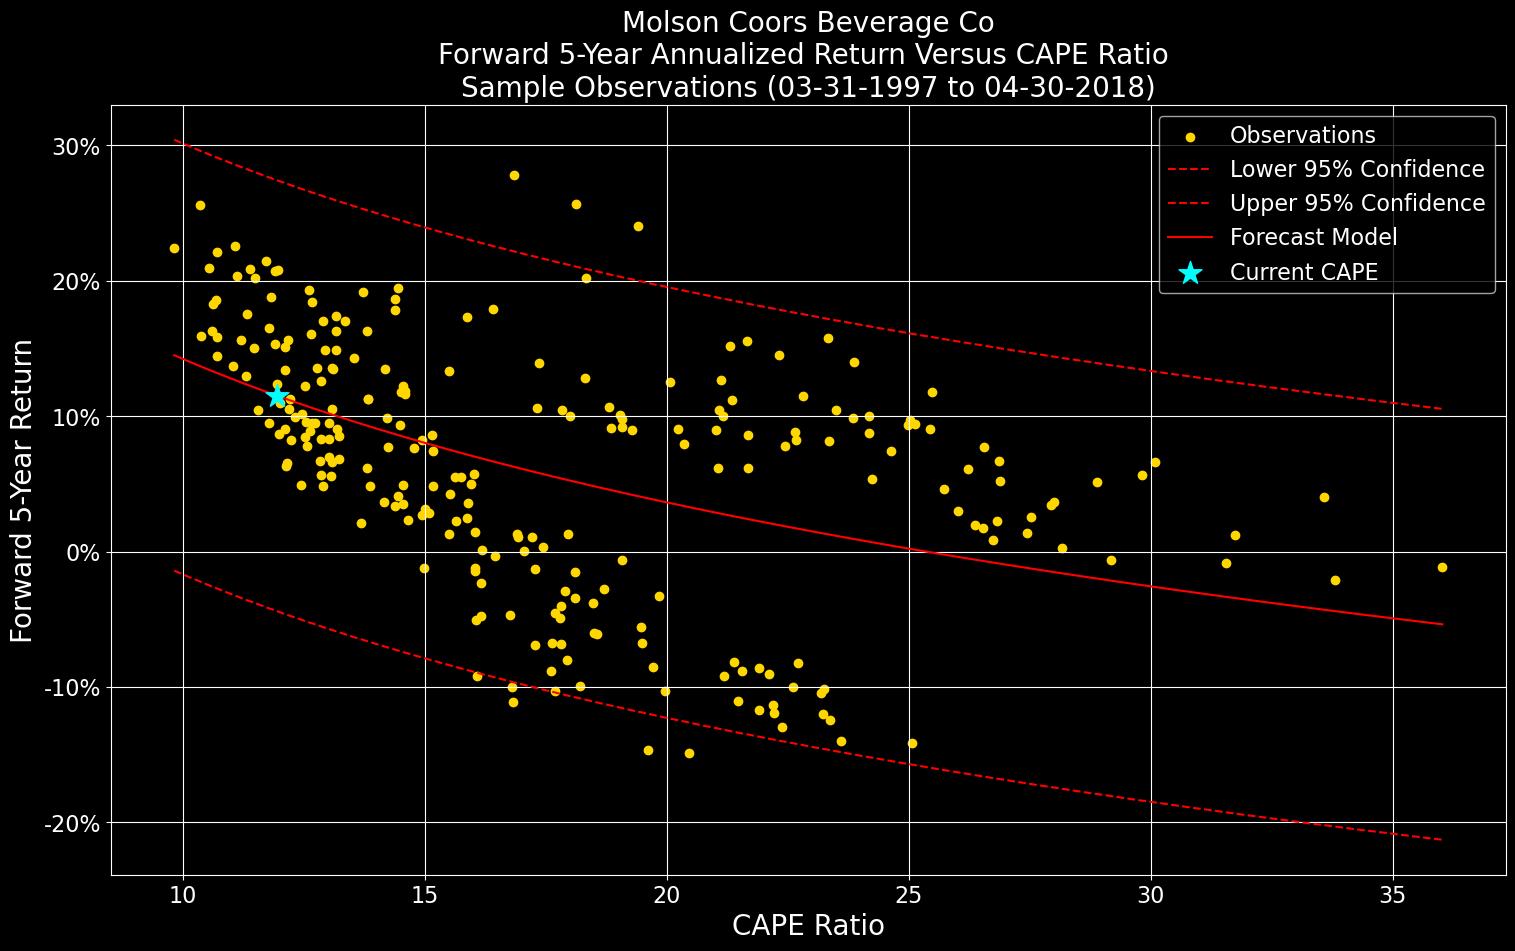 Molson Coors Beverage Co
Forward 5-Year Annualized Return Versus CAPE Ratio
Sample Observations (03-31-1997 to 04-30-2018)
Observations
Lower 95% Confidence
Upper 95% Confidence
Forecast Model
Current CAPE
Forward 5-Year Return
30%
20%
10%
0%
-10%
-20%
10 15 20 25 30 35
CAPE Ratio